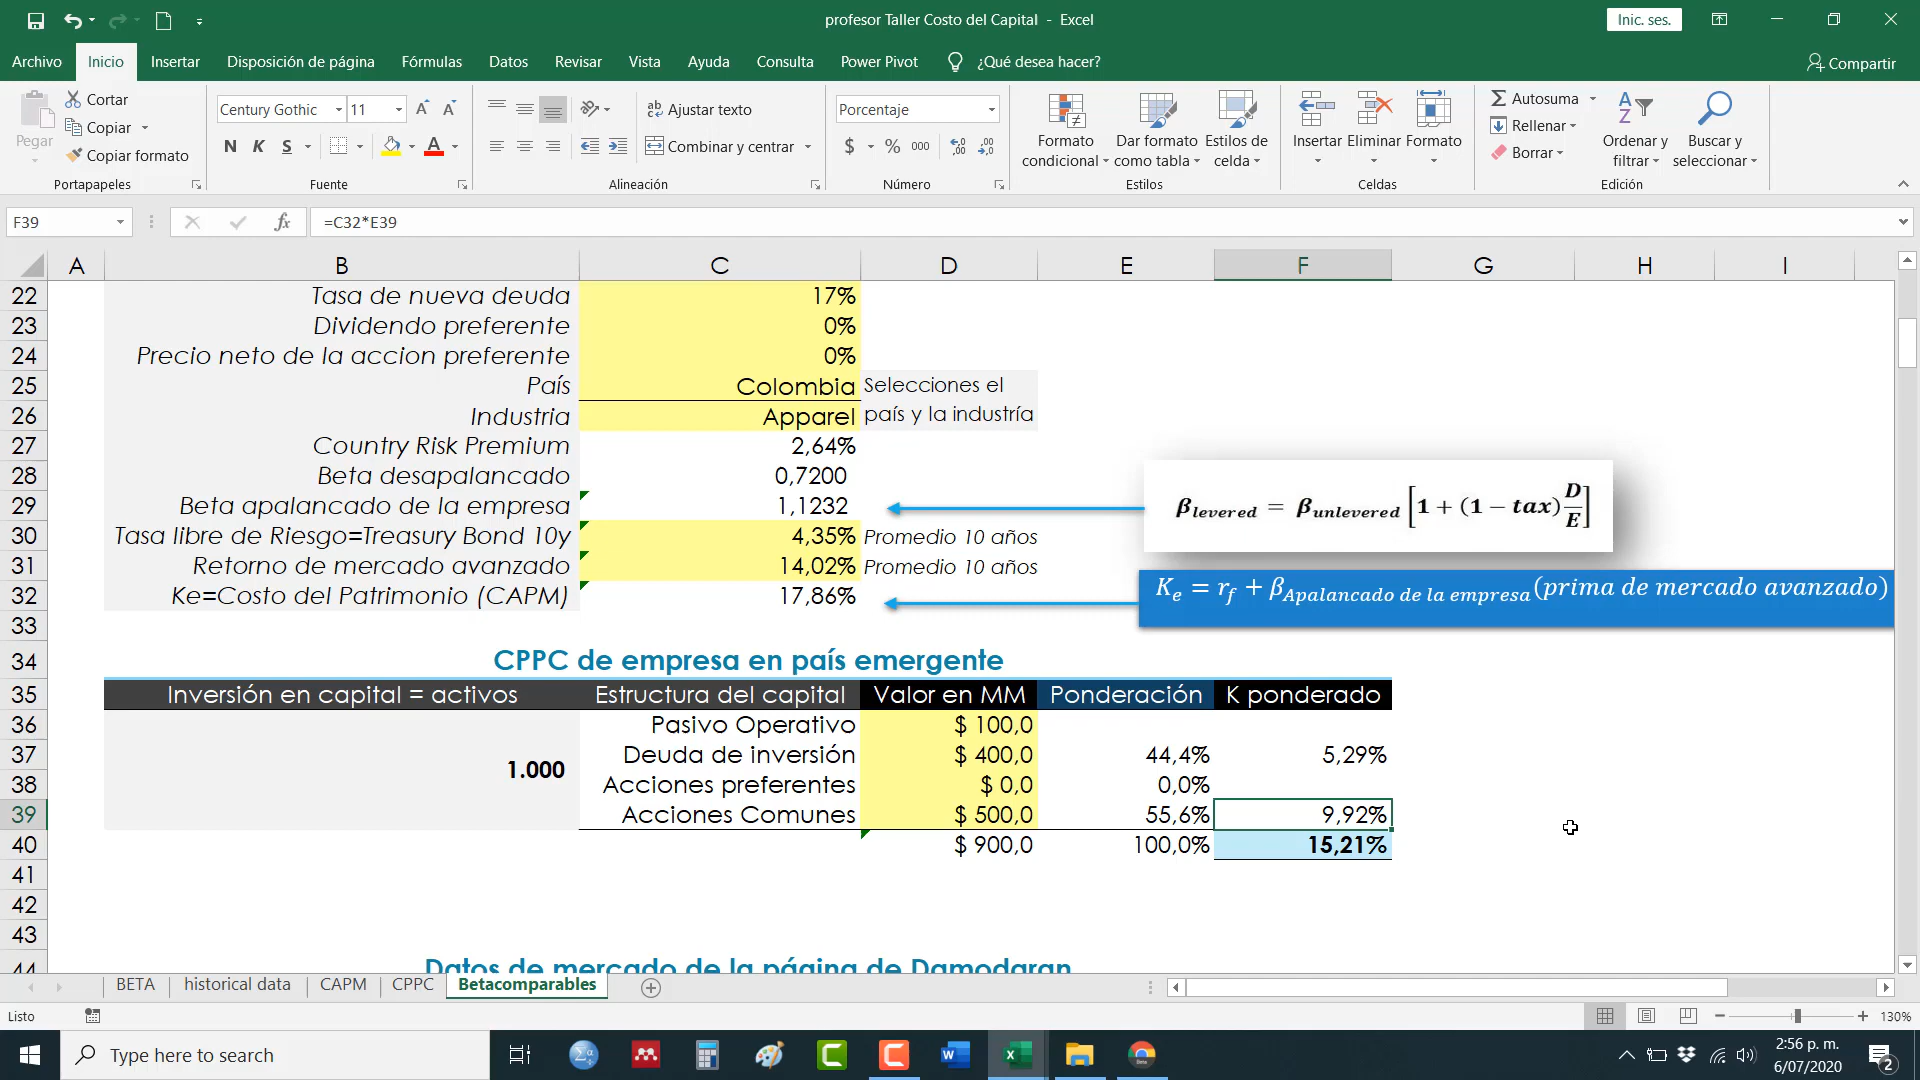 profesor Taller Costo del Capital - Excel
Inic. ses.
Archivo Inicio Insertar Disposición de página Fórmulas Datos Revisar Vista Ayuda Consulta Power Pivot ¿Qué desea hacer? Compartir
Pegar
Cortar
Copiar
Copiar formato
Portapapeles
Century Gothic 11
N K S
Fuente
Ajustar texto
Combinar y centrar
Alineación
Porcentaje
$ % 000
Número
Formato condicional
Dar formato como tabla
Estilos de celda
Estilos
Insertar Eliminar Formato
Celdas
Autosuma
Rellenar
Borrar
Ordenar y filtrar
Buscar y seleccionar
Edición
F39 fx =C32*E39
A B C D E F G H I
22 Tasa de nueva deuda 17%
23 Dividendo preferente 0%
24 Precio neto de la accion preferente 0%
25 País Colombia Selecciones el
26 Industria Apparel país y la industría
27 Country Risk Premium 2,64%
28 Beta desapalancado 0,7200
29 Beta apalancado de la empresa 1,1232
βlevered = βunlevered [1 + (1 − tax) D/E]
30 Tasa libre de Riesgo=Treasury Bond 10y 4,35% Promedio 10 años
31 Retorno de mercado avanzado 14,02% Promedio 10 años
32 Ke=Costo del Patrimonio (CAPM) 17,86%
Ke = rf + βApalancado de la empresa(prima de mercado avanzado)
33
34 CPPC de empresa en país emergente
35 Inversión en capital = activos Estructura del capital Valor en MM Ponderación K ponderado
36 Pasivo Operativo $ 100,0
37 Deuda de inversión $ 400,0 44,4% 5,29%
1.000
38 Acciones preferentes $ 0,0 0,0%
39 Acciones Comunes $ 500,0 55,6% 9,92%
40 $ 900,0 100,0% 15,21%
41
42
43
44 Datos de mercado de la página de Damodaran
BETA historical data CAPM CPPC Betacomparables
Listo 130%
Type here to search
2:56 p. m.
6/07/2020
2